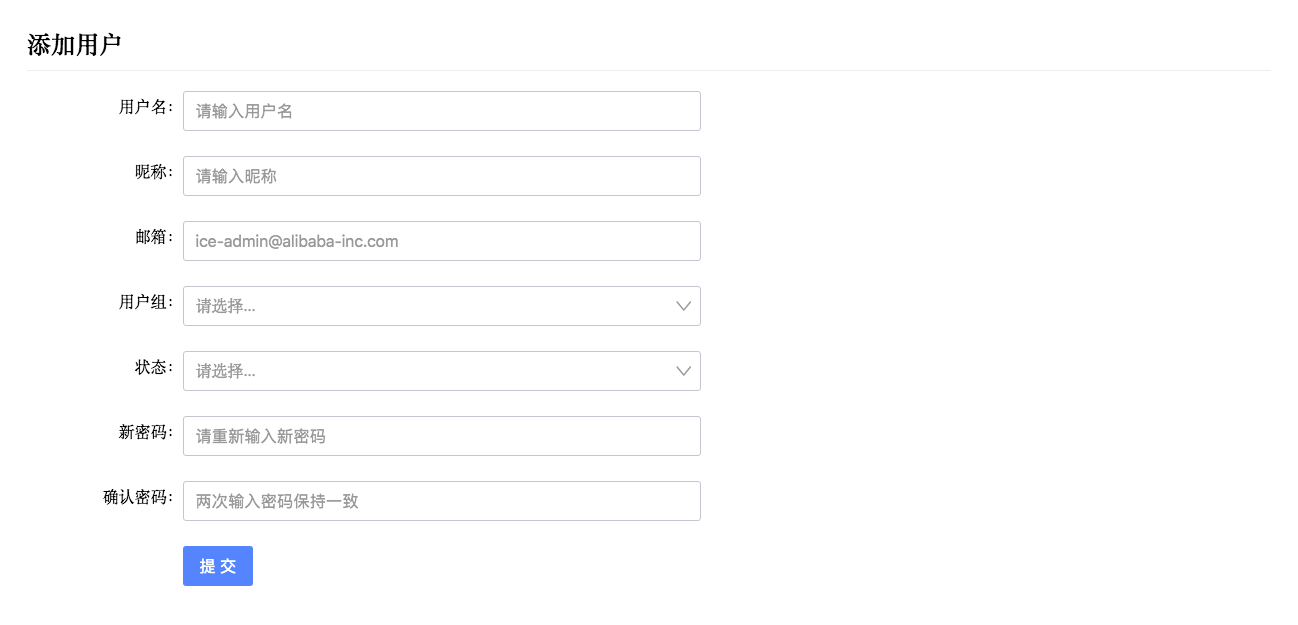 添加用户
用户名： 请输入用户名
昵称： 请输入昵称
邮箱： ice-admin@alibaba-inc.com
用户组： 请选择...
状态： 请选择...
新密码： 请重新输入新密码
确认密码： 两次输入密码保持一致
提 交